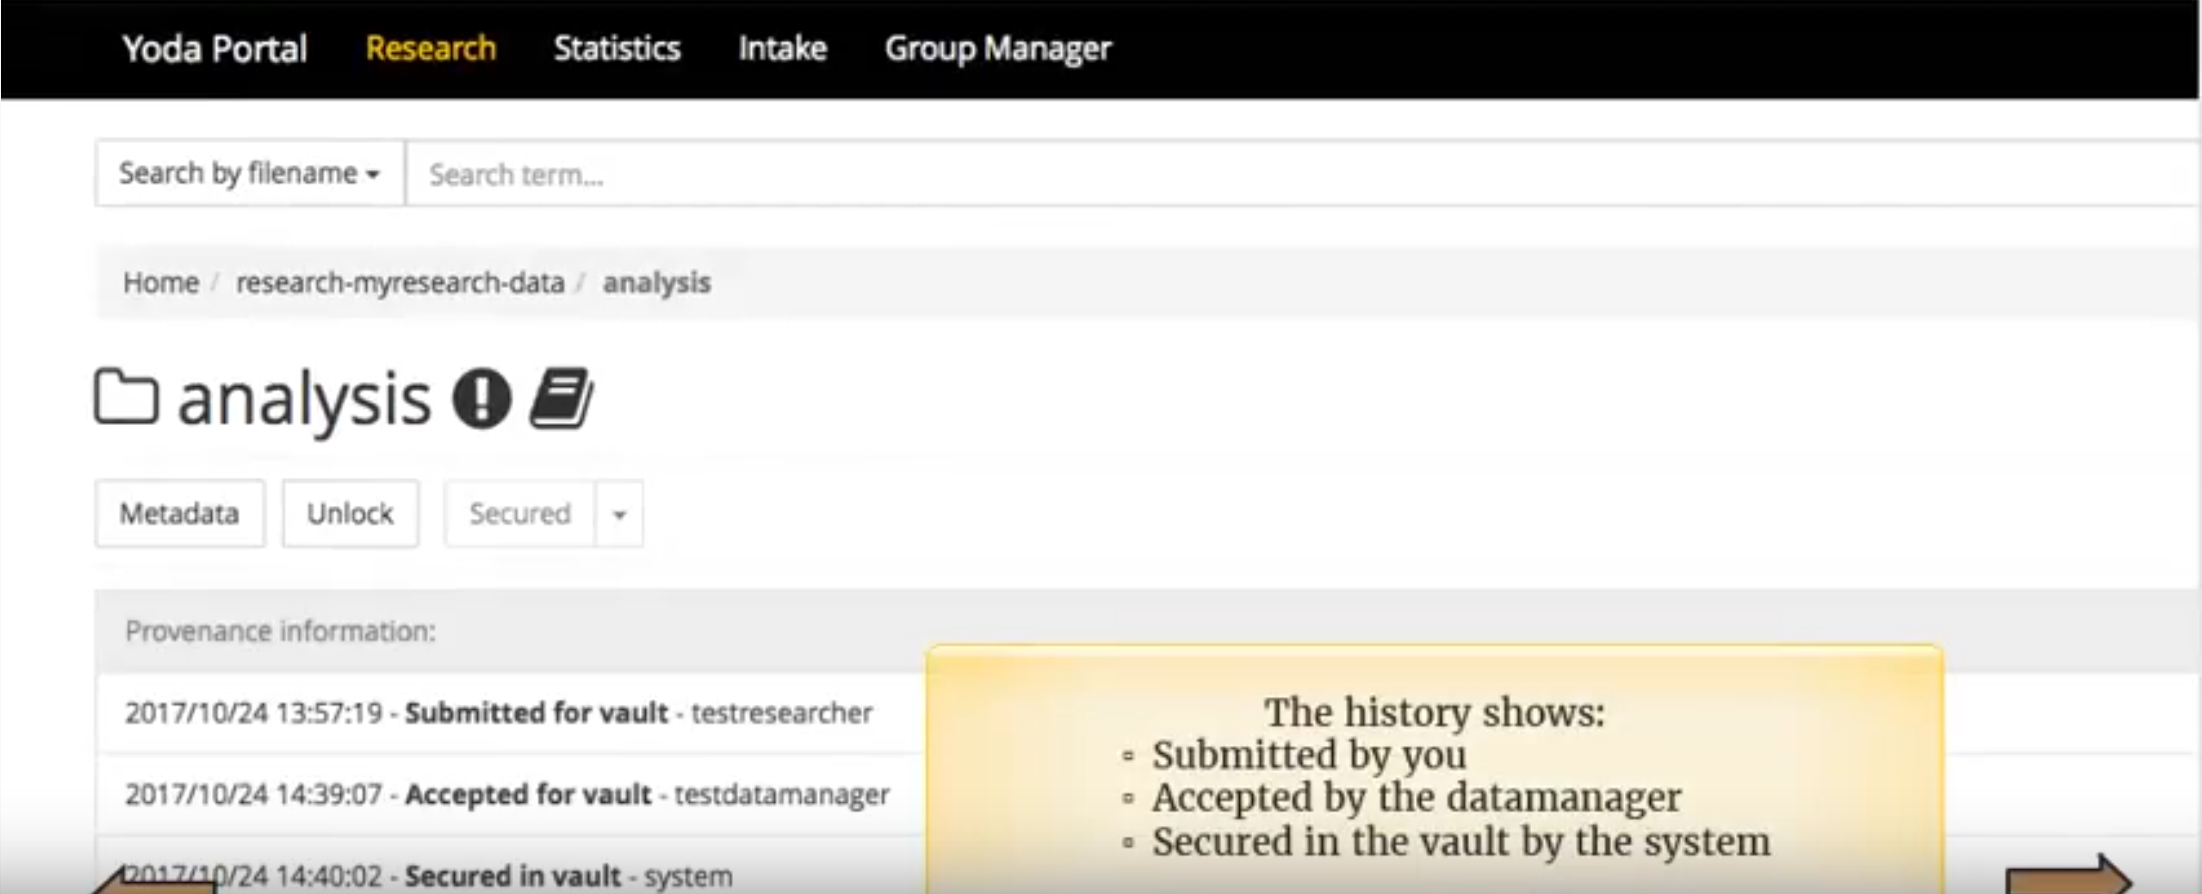 Yoda Portal Research Statistics Intake Group Manager
Search by filename Search term...
Home / research-myresearch-data / analysis
analysis
Metadata Unlock Secured
Provenance information:
2017/10/24 13:57:19 - Submitted for vault - testresearcher
2017/10/24 14:39:07 - Accepted for vault - testdatamanager
2017/10/24 14:40:02 - Secured in vault - system
The history shows:
▫ Submitted by you
▫ Accepted by the datamanager
▫ Secured in the vault by the system